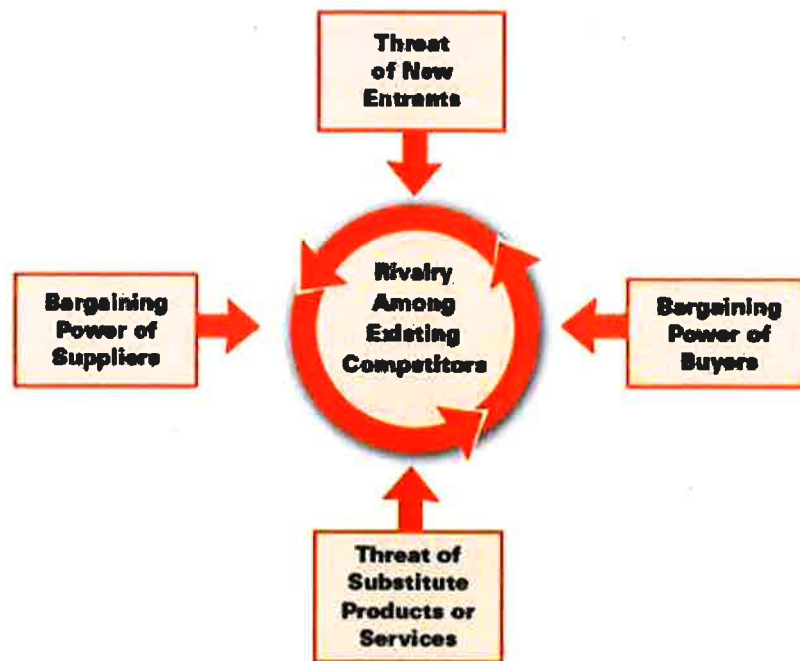 Threat
of New
Entrants
Rivalry
Among
Existing
Competitors
Bargaining
Power of
Suppliers
Bargaining
Power of
Buyers
Threat of
Substitute
Products or
Services